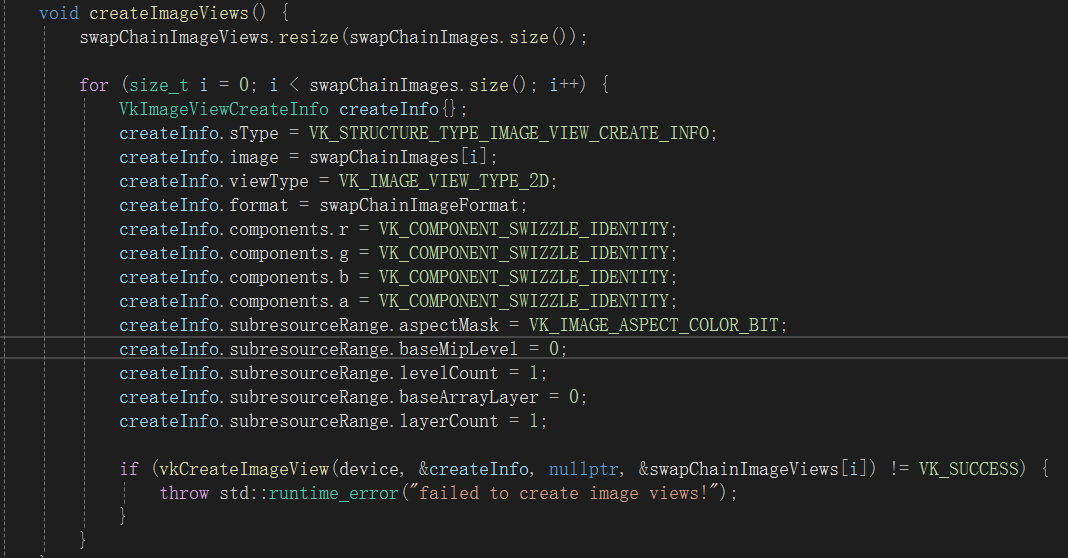 void createImageViews() {
swapChainImageViews.resize(swapChainImages.size());
for (size_t i = 0; i < swapChainImages.size(); i++) {
VkImageViewCreateInfo createInfo{};
createInfo.sType = VK_STRUCTURE_TYPE_IMAGE_VIEW_CREATE_INFO;
createInfo.image = swapChainImages[i];
createInfo.viewType = VK_IMAGE_VIEW_TYPE_2D;
createInfo.format = swapChainImageFormat;
createInfo.components.r = VK_COMPONENT_SWIZZLE_IDENTITY;
createInfo.components.g = VK_COMPONENT_SWIZZLE_IDENTITY;
createInfo.components.b = VK_COMPONENT_SWIZZLE_IDENTITY;
createInfo.components.a = VK_COMPONENT_SWIZZLE_IDENTITY;
createInfo.subresourceRange.aspectMask = VK_IMAGE_ASPECT_COLOR_BIT;
createInfo.subresourceRange.baseMipLevel = 0;
createInfo.subresourceRange.levelCount = 1;
createInfo.subresourceRange.baseArrayLayer = 0;
createInfo.subresourceRange.layerCount = 1;
if (vkCreateImageView(device, &createInfo, nullptr, &swapChainImageViews[i]) != VK_SUCCESS) {
throw std::runtime_error("failed to create image views!");
}
}